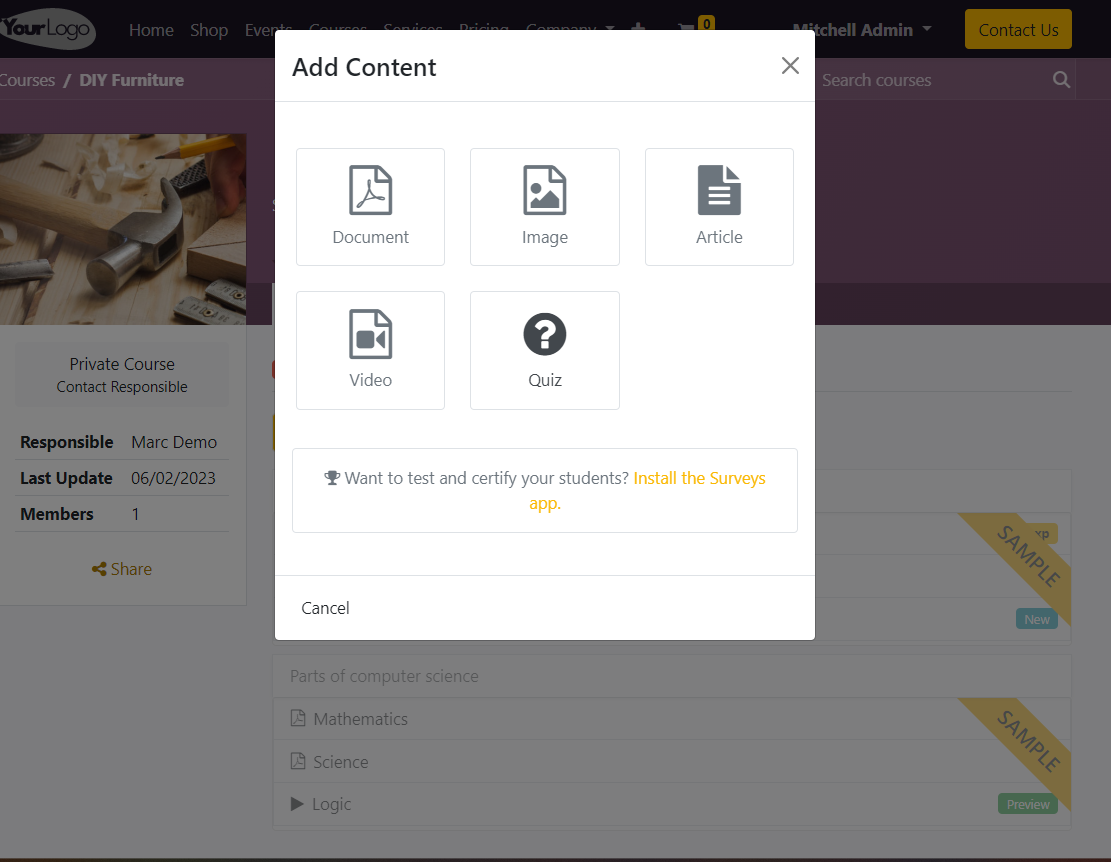 YourLogo
Home Shop Events Courses Services Pricing Company
0
Mitchell Admin
Contact Us
Courses / DIY Furniture
Search courses
Add Content
Document
Image
Article
Video
Quiz
Want to test and certify your students? Install the Surveys
app.
Cancel
Private Course
Contact Responsible
Responsible Marc Demo
Last Update 06/02/2023
Members 1
Share
SAMPLE
New
Parts of computer science
Mathematics
SAMPLE
Science
Logic
Preview